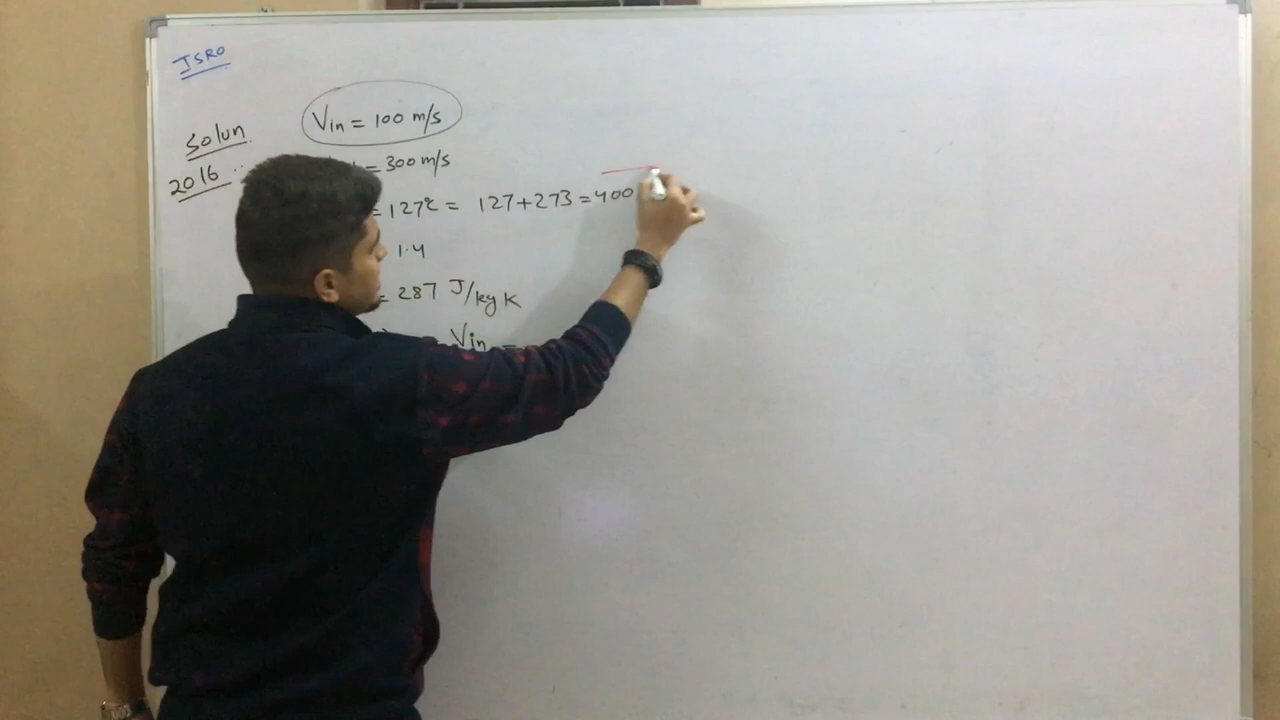 ISRO
Solun
2016 :
Vin = 100 m/s
= 300 m/s
= 127°C = 127+273 = 400
1.4
= 287 J/kg K
Vin =